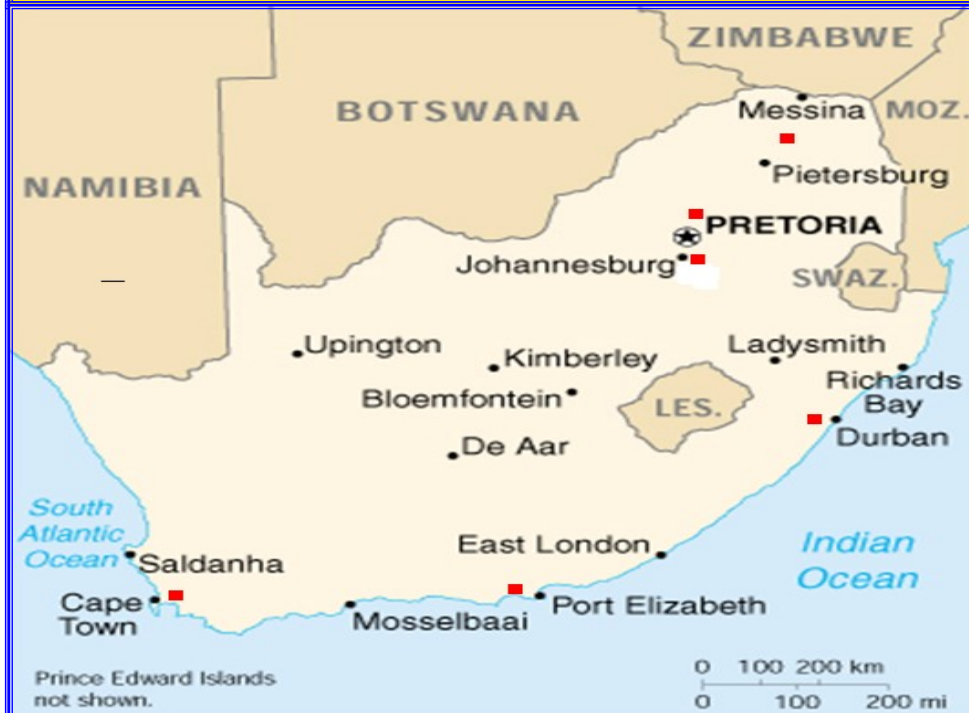 ZIMBABWE
BOTSWANA
Messina
MOZ.
NAMIBIA
Pietersburg
PRETORIA
Johannesburg
SWAZ.
Upington
Ladysmith
Kimberley
Richards
Bay
Bloemfontein
LES.
Durban
De Aar
South
Atlantic
Ocean
East London
Indian
Ocean
Saldanha
Cape
Town
Port Elizabeth
Mosselbaai
Prince Edward Islands
not shown.
0 100 200 km
0 100 200 mi